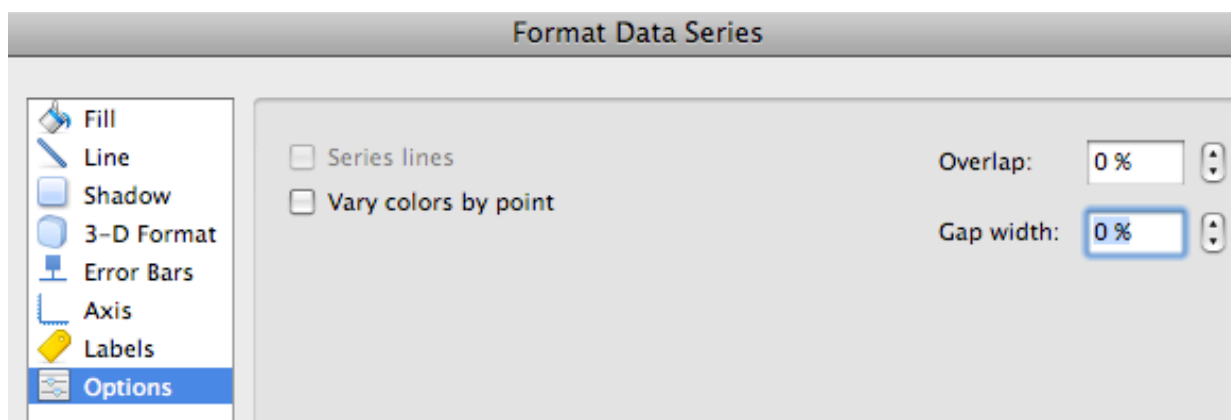 Format Data Series
Fill
Line
Shadow
3-D Format
Error Bars
Axis
Labels
Options
Series lines
Vary colors by point
Overlap: 0 %
Gap width: 0 %